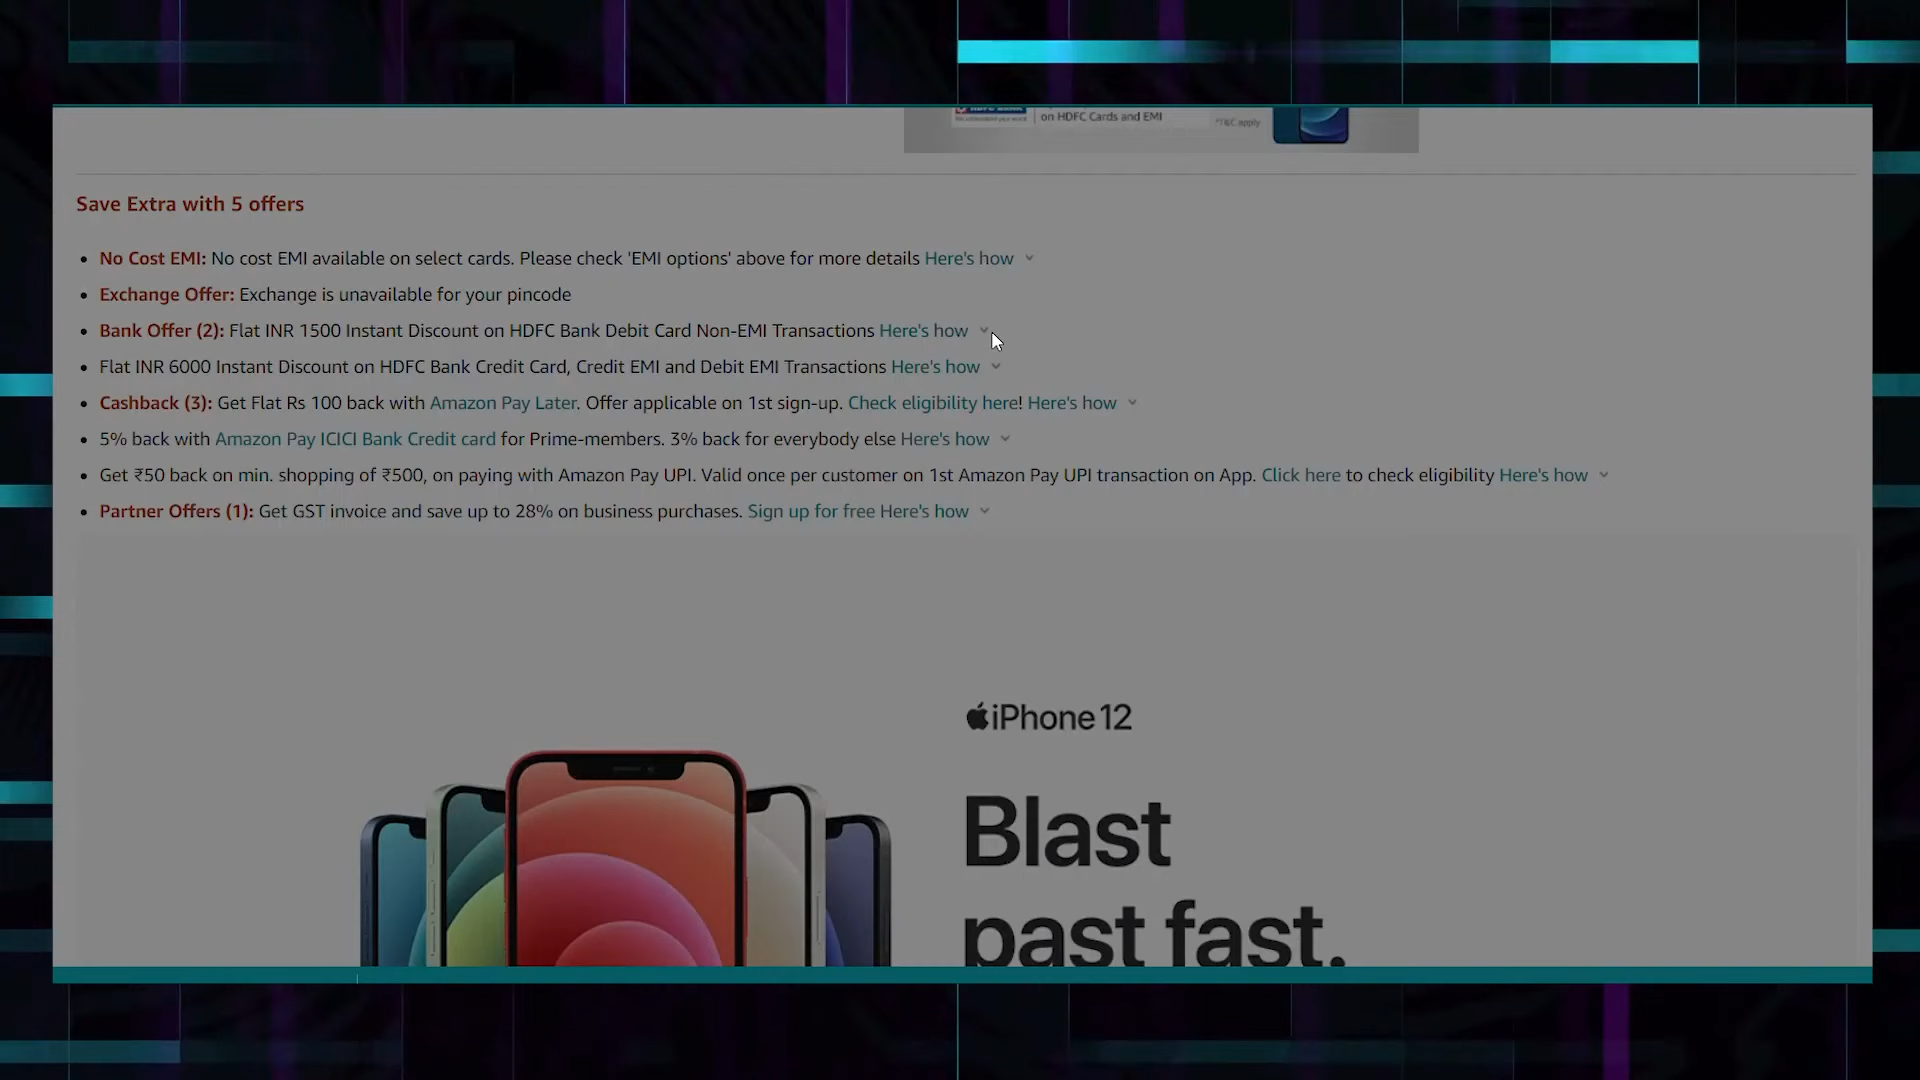 on HDFC Cards and EMI
*T&C apply
Save Extra with 5 offers
No Cost EMI: No cost EMI available on select cards. Please check 'EMI options' above for more details Here's how
Exchange Offer: Exchange is unavailable for your pincode
Bank Offer (2): Flat INR 1500 Instant Discount on HDFC Bank Debit Card Non-EMI Transactions Here's how
Flat INR 6000 Instant Discount on HDFC Bank Credit Card, Credit EMI and Debit EMI Transactions Here's how
Cashback (3): Get Flat Rs 100 back with Amazon Pay Later. Offer applicable on 1st sign-up. Check eligibility here! Here's how
5% back with Amazon Pay ICICI Bank Credit card for Prime-members. 3% back for everybody else Here's how
Get ₹50 back on min. shopping of ₹500, on paying with Amazon Pay UPI. Valid once per customer on 1st Amazon Pay UPI transaction on App. Click here to check eligibility Here's how
Partner Offers (1): Get GST invoice and save up to 28% on business purchases. Sign up for free Here's how
iPhone 12
Blast
past fast.